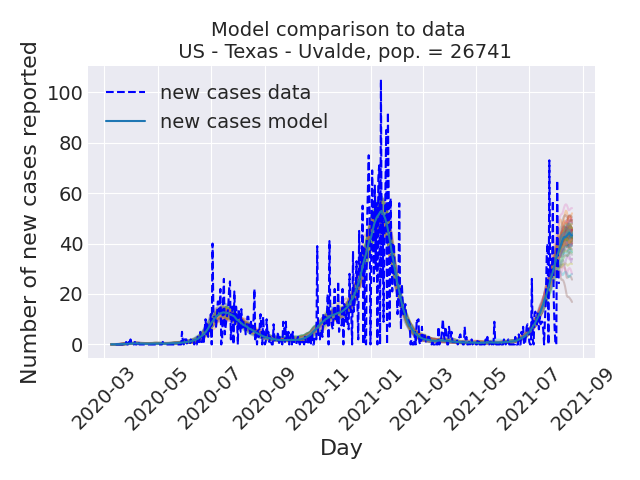 Model comparison to data
US - Texas - Uvalde, pop. = 26741
Number of new cases reported
100
80
60
40
20
0
new cases data
new cases model
2020-03
2020-05
2020-07
2020-09
2020-11
2021-01
2021-03
2021-05
2021-07
2021-09
Day